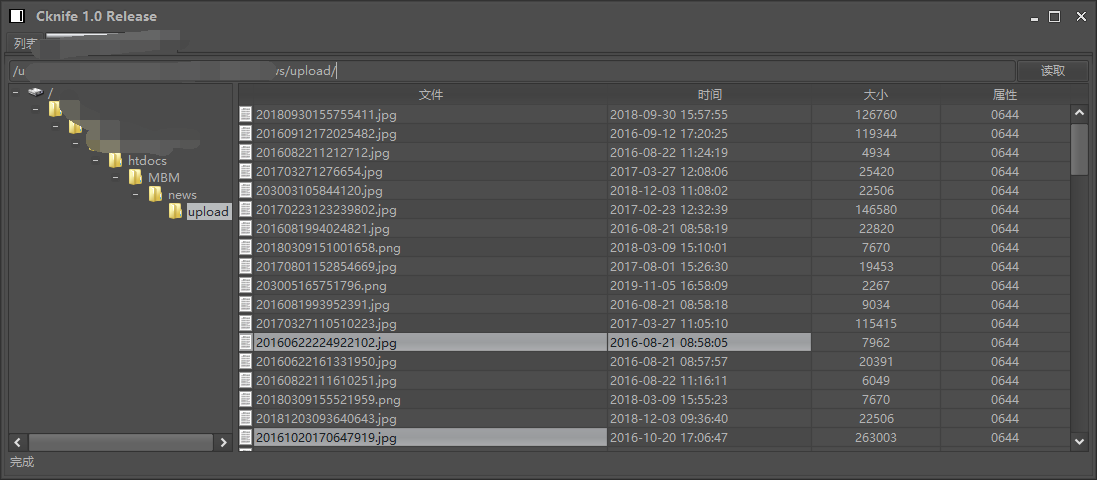 Cknife 1.0 Release
列表
/u ws/upload/ 读取
/
htdocs
MBM
news
upload
文件 时间 大小 属性
20180930155755411.jpg 2018-09-30 15:57:55 126760 0644
20160912172025482.jpg 2016-09-12 17:20:25 119344 0644
2016082211212712.jpg 2016-08-22 11:24:19 4934 0644
201703271276654.jpg 2017-03-27 12:08:06 25420 0644
203003105844120.jpg 2018-12-03 11:08:02 22506 0644
20170223123239802.jpg 2017-02-23 12:32:39 146580 0644
2016081994024821.jpg 2016-08-21 08:58:19 22820 0644
20180309151001658.png 2018-03-09 15:10:01 7670 0644
20170801152854669.jpg 2017-08-01 15:26:30 19453 0644
203005165751796.png 2019-11-05 16:58:09 2267 0644
2016081993952391.jpg 2016-08-21 08:58:18 9034 0644
20170327110510223.jpg 2017-03-27 11:05:10 115415 0644
20160622224922102.jpg 2016-08-21 08:58:05 7962 0644
20160622161331950.jpg 2016-08-21 08:57:57 20391 0644
20160822111610251.jpg 2016-08-22 11:16:11 6049 0644
20180309155521959.png 2018-03-09 15:55:23 7670 0644
20181203093640643.jpg 2018-12-03 09:36:40 22506 0644
20161020170647919.jpg 2016-10-20 17:06:47 263003 0644
完成